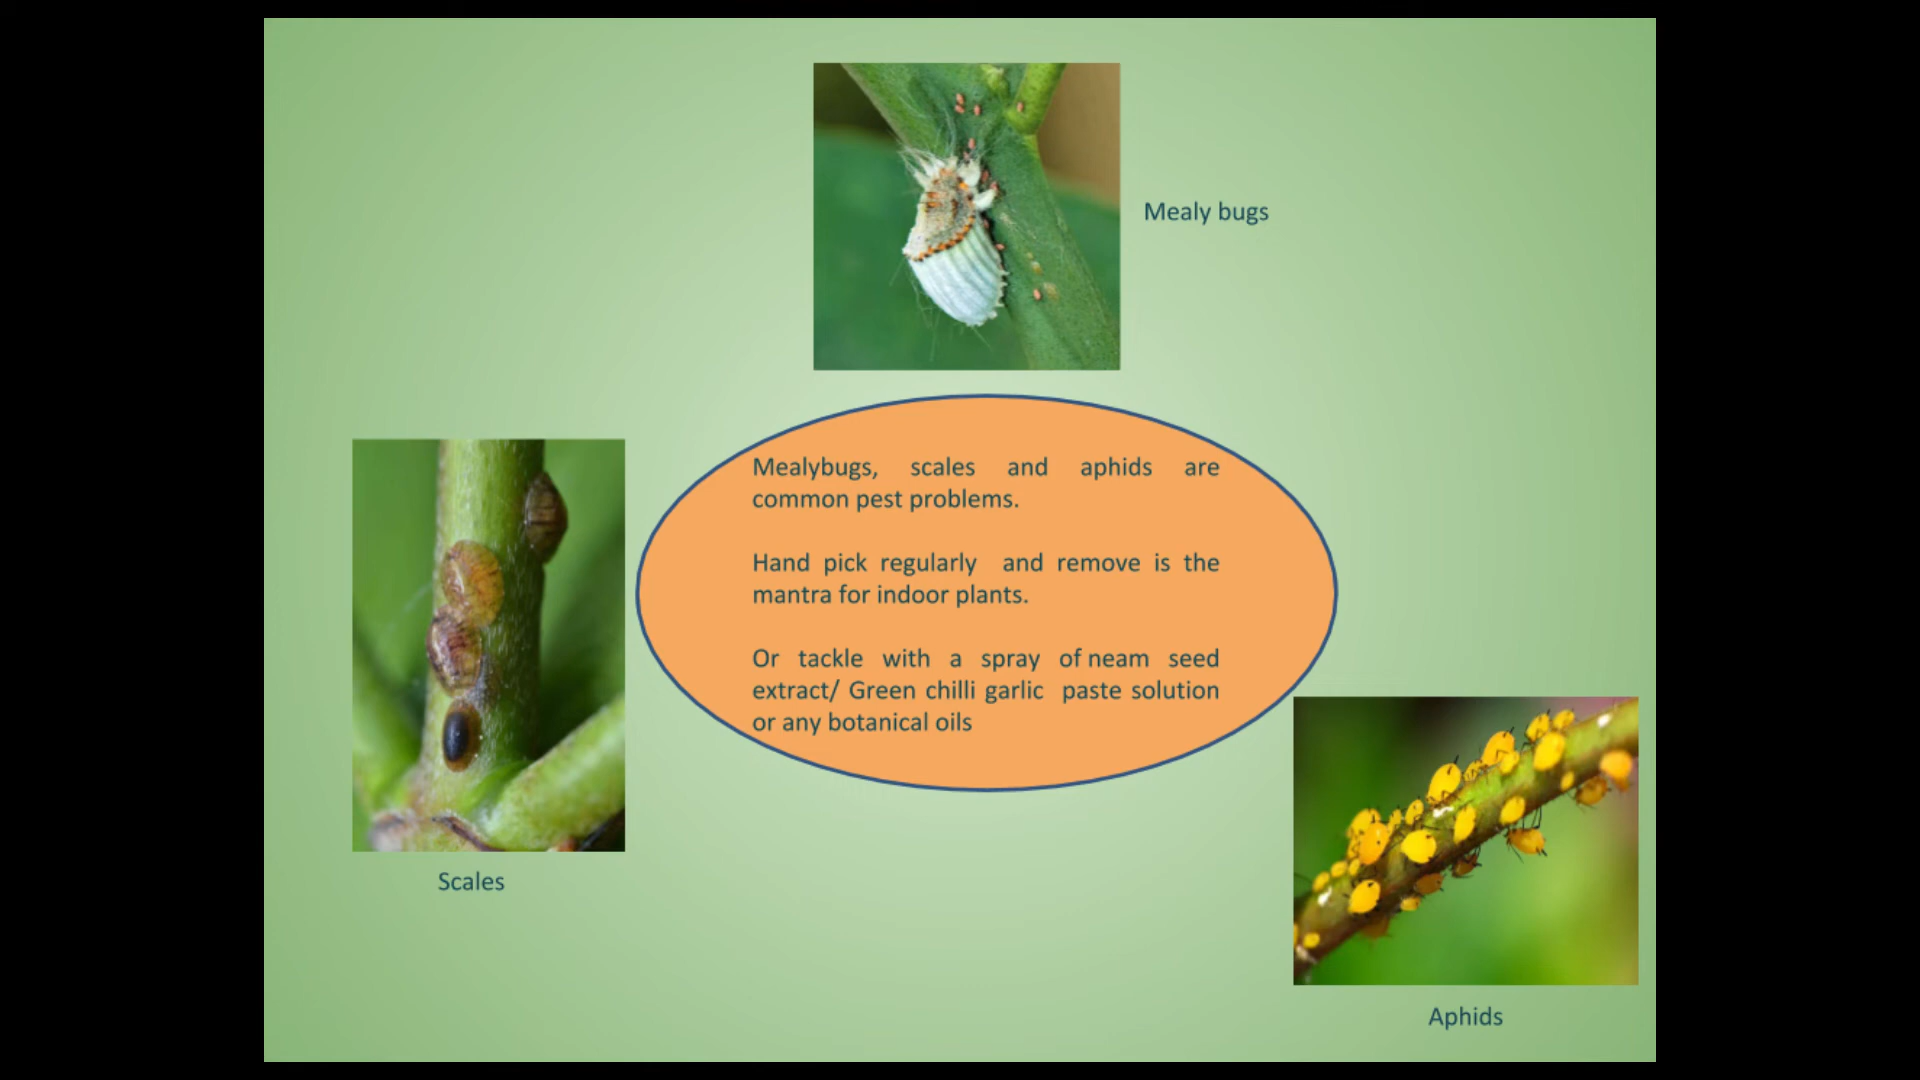 Mealy bugs
Mealybugs, scales and aphids are
common pest problems.
Hand pick regularly and remove is the
mantra for indoor plants.
Or tackle with a spray of neam seed
extract/ Green chilli garlic paste solution
or any botanical oils
Scales
Aphids